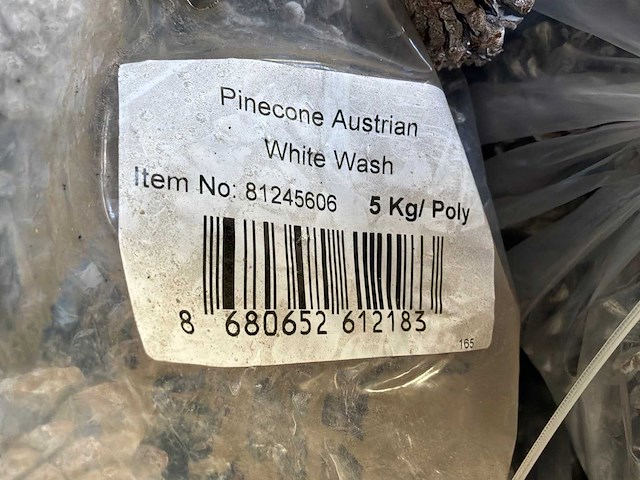 Pinecone Austrian
White Wash
Item No: 81245606 5 Kg/ Poly
8 680652 612183
165